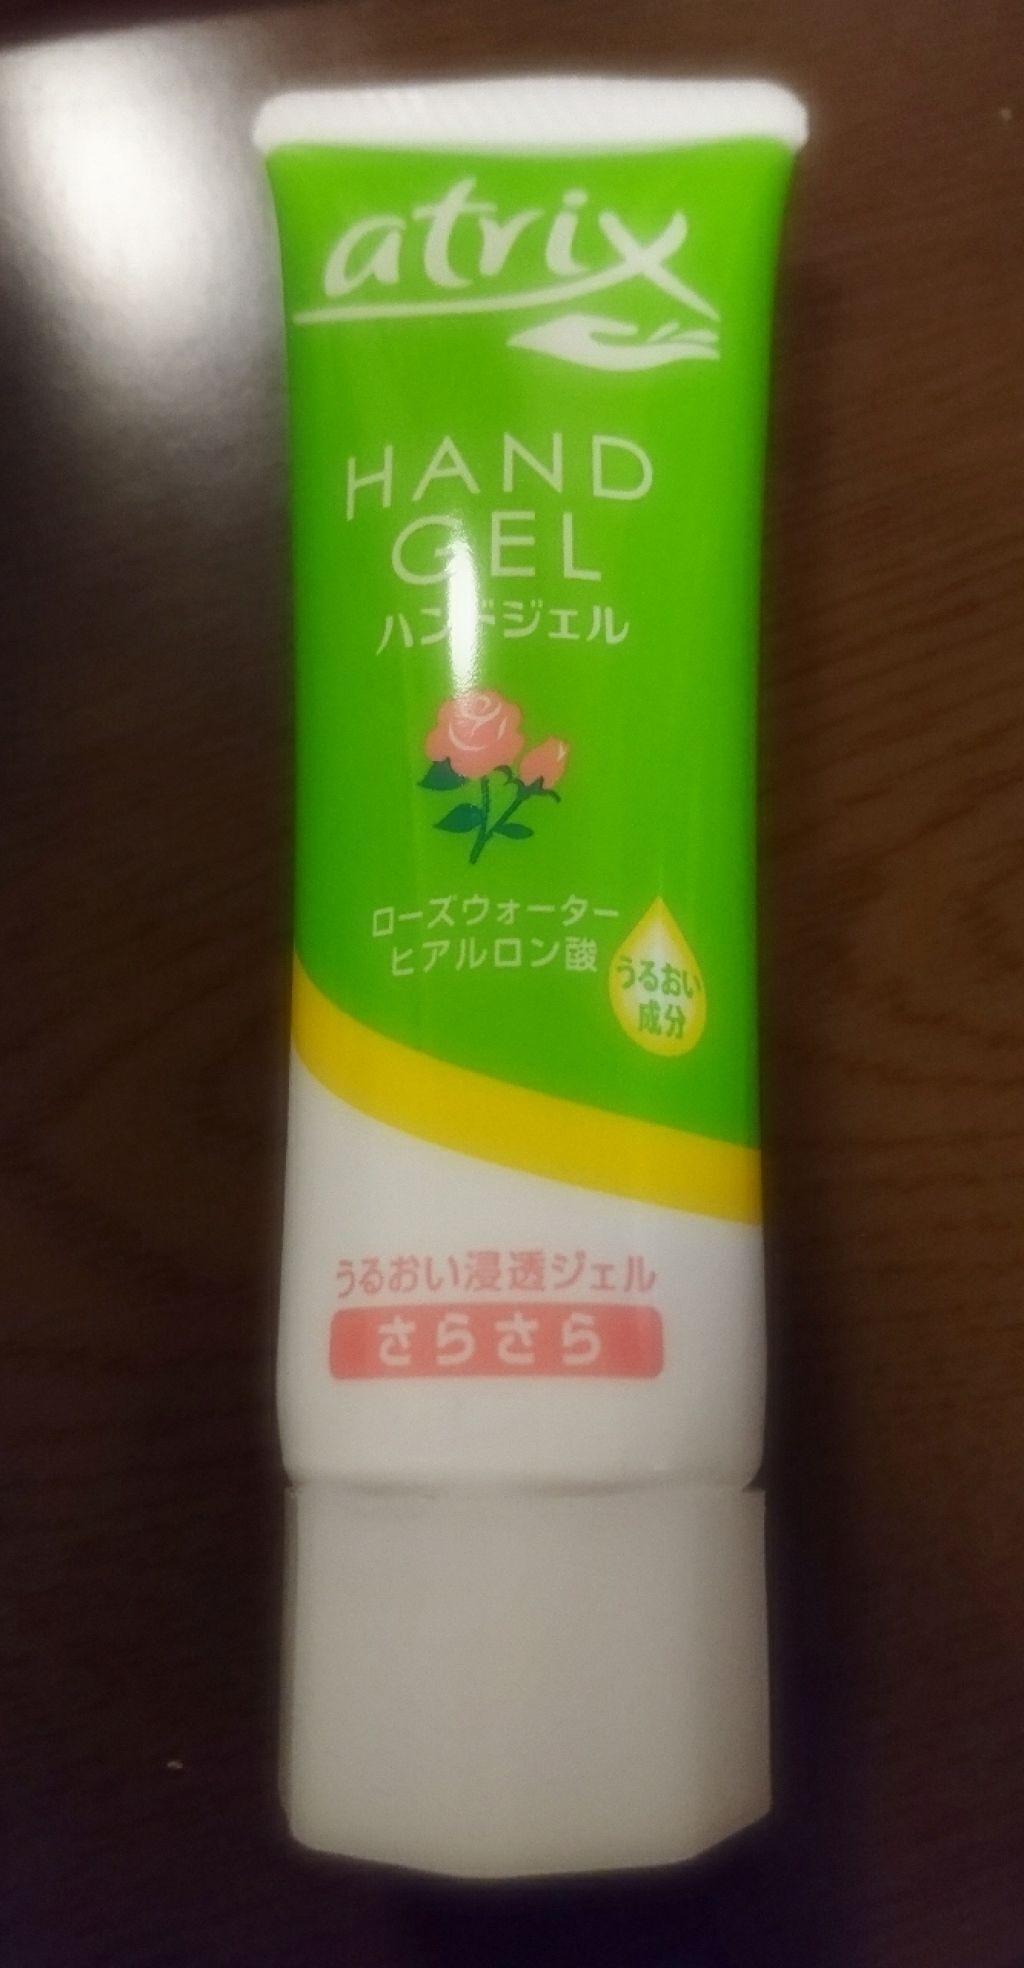 atrix
HAND
GEL
ハンドジェル
ローズウォーター
ヒアルロン酸
うるおい
成分
うるおい浸透ジェル
さらさら